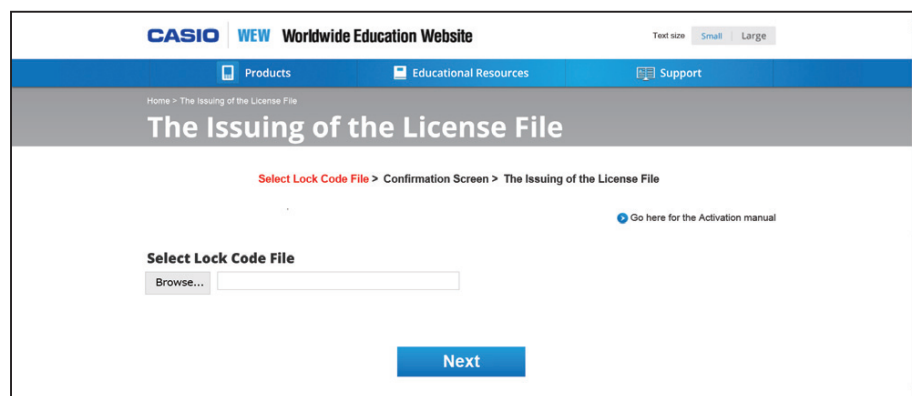 CASIO WEW Worldwide Education Website
Text size Small Large
Products Educational Resources Support
Home > The Issuing of the License File
The Issuing of the License File
Select Lock Code File > Confirmation Screen > The Issuing of the License File
Go here for the Activation manual
Select Lock Code File
Browse...
Next